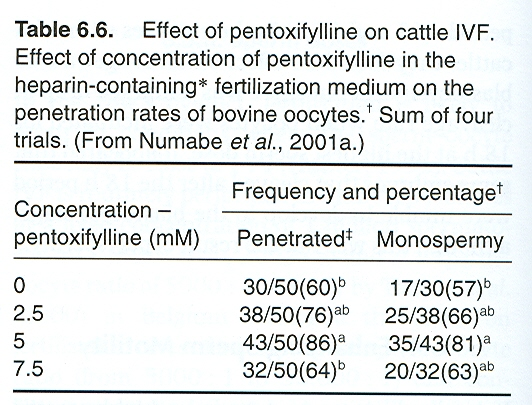 Table 6.6. Effect of pentoxifylline on cattle IVF.
Effect of concentration of pentoxifylline in the
heparin-containing* fertilization medium on the
penetration rates of bovine oocytes.† Sum of four
trials. (From Numabe et al., 2001a.)
Frequency and percentage†
Concentration –
pentoxifylline (mM) Penetrated‡ Monospermy
0 30/50(60)b 17/30(57)b
2.5 38/50(76)ab 25/38(66)ab
5 43/50(86)a 35/43(81)a
7.5 32/50(64)b 20/32(63)ab